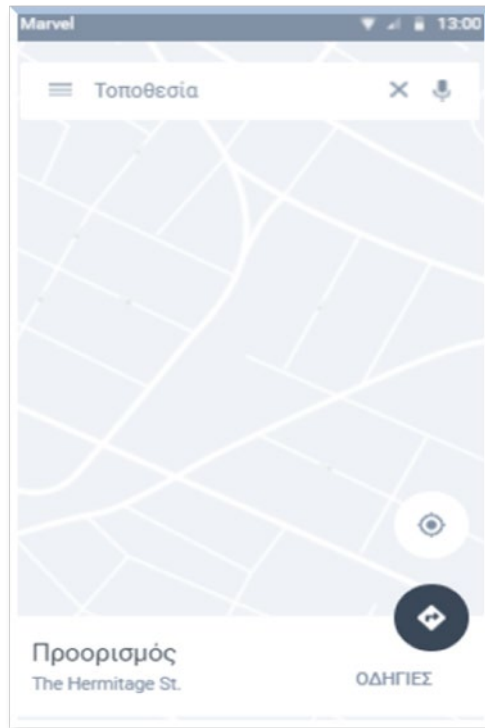 Marvel 13:00
Τοποθεσία
Προορισμός
The Hermitage St.
ΟΔΗΓΙΕΣ